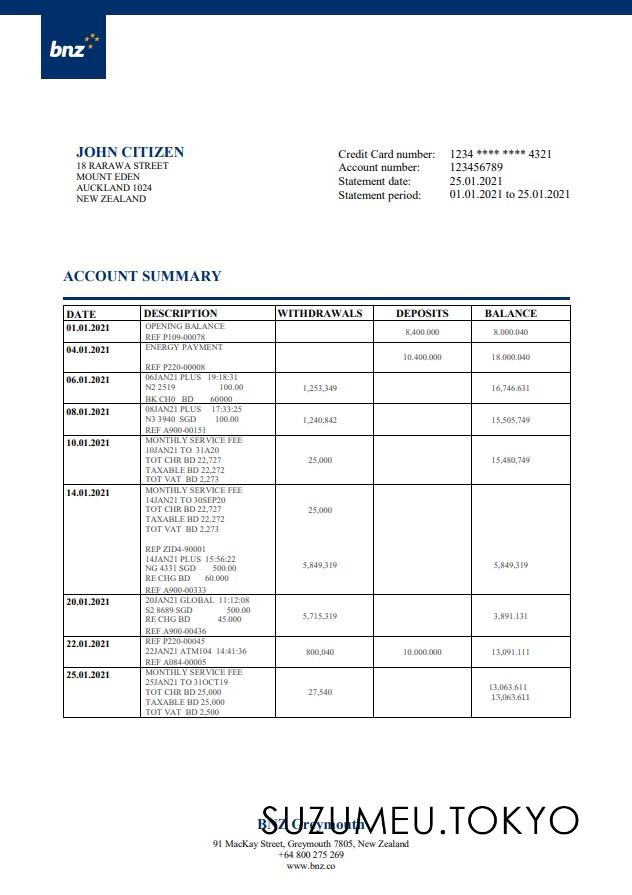 bnz
JOHN CITIZEN
18 RARAWA STREET
MOUNT EDEN
AUCKLAND 1024
NEW ZEALAND
Credit Card number: 1234 **** **** 4321
Account number: 123456789
Statement date: 25.01.2021
Statement period: 01.01.2021 to 25.01.2021
ACCOUNT SUMMARY
DATE DESCRIPTION WITHDRAWALS DEPOSITS BALANCE
01.01.2021 OPENING BALANCE
REF P109-00078 8,400.000 8.000.040
04.01.2021 ENERGY PAYMENT
10.400.000 18.000.040
REF P220-00008
06.01.2021 06JAN21 PLUS 19:18:31
N2 2519 100.00 1,253,349 16,746.631
BK CH0 BD 60000
08.01.2021 08JAN21 PLUS 17:33:25
N3 3940 SGD 100.00 1,240,842 15,505,749
REF A900-00151
10.01.2021 MONTHLY SERVICE FEE
10JAN21 TO 31A20
TOT CHR BD 22,727 25,000 15,480,749
TAXABLE BD 22,272
TOT VAT BD 2,273
14.01.2021 MONTHLY SERVICE FEE
14JAN21 TO 30SEP20
TOT CHR BD 22,727 25,000
TAXABLE BD 22,272
TOT VAT BD 2,273
REP ZID4-90001
14JAN21 PLUS 15:56:22
NG 4331 SGD 500.00 5,849,319 5,849,319
RE CHG BD 60.000
REF A900-00333
20.01.2021 20JAN21 GLOBAL 11:12:08
S2 8689 SGD 500.00
RE CHG BD 45.000 5,715,319 3,891.131
REF A900-00436
22.01.2021 REF P220-00045
22JAN21 ATM104 14:41:36 800,040 10.000.000 13,091.111
REF A084-00005
25.01.2021 MONTHLY SERVICE FEE
25JAN21 TO 31OCT19
TOT CHR BD 25,000 27,540 13,063.611
TAXABLE BD 25,000 13,063.611
TOT VAT BD 2,500
SUZUMEU.TOKYO
BNZ Greymouth
91 MacKay Street, Greymouth 7805, New Zealand
+64 800 275 269
www.bnz.co